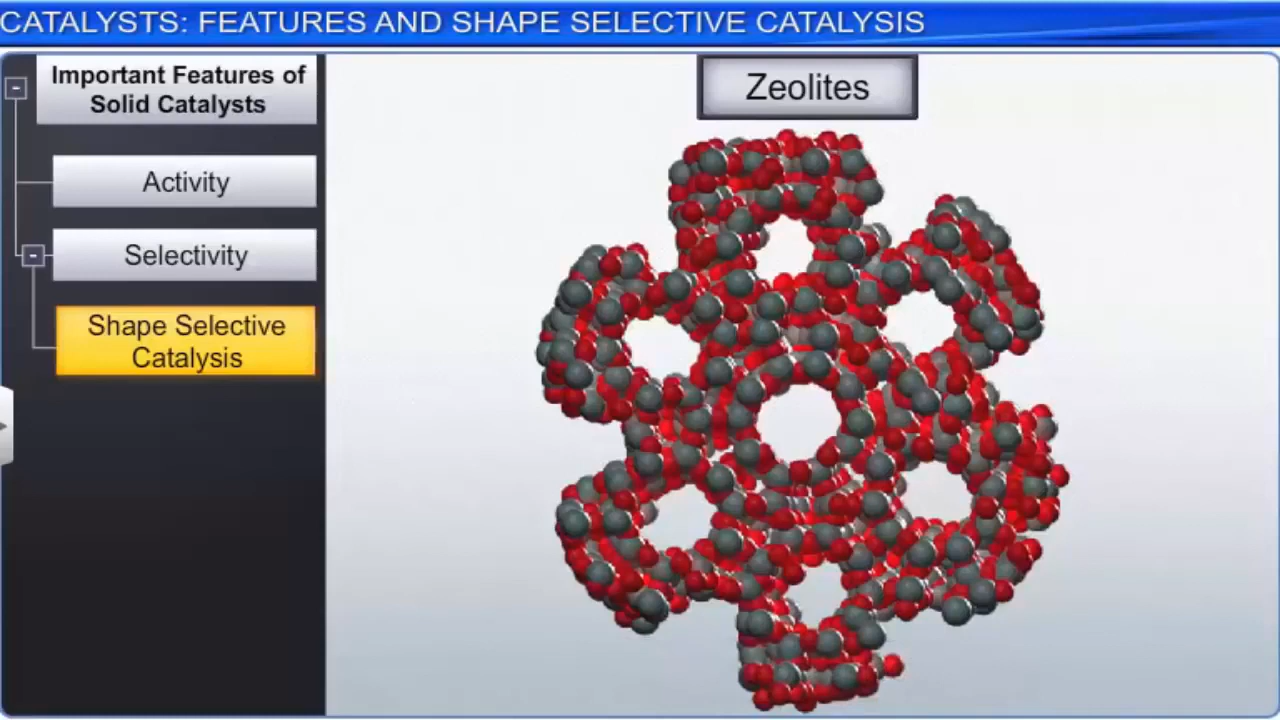 CATALYSTS: FEATURES AND SHAPE SELECTIVE CATALYSIS
Important Features of
Solid Catalysts
Activity
Selectivity
Shape Selective
Catalysis
Zeolites